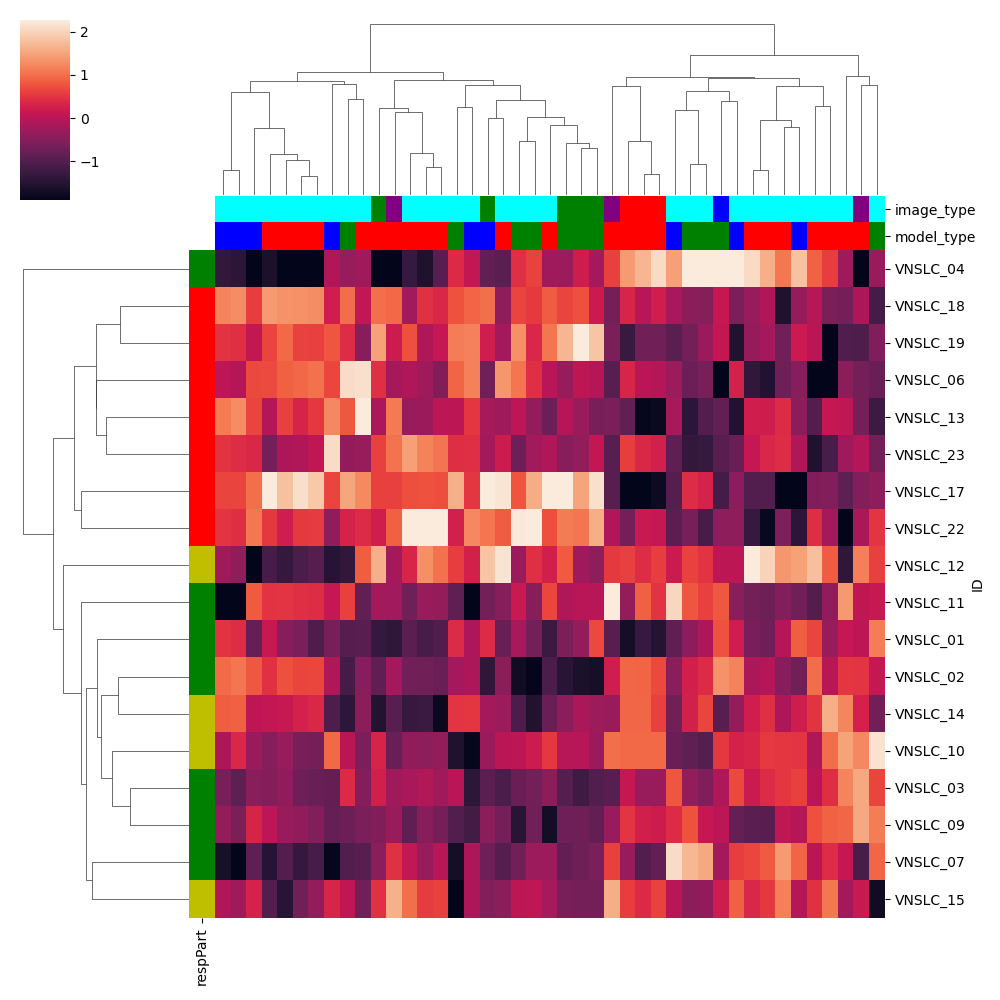 2
1
0
−1
image_type
model_type
VNSLC_04
VNSLC_18
VNSLC_19
VNSLC_06
VNSLC_13
VNSLC_23
VNSLC_17
VNSLC_22
VNSLC_12
VNSLC_11
VNSLC_01
VNSLC_02
VNSLC_14
VNSLC_10
VNSLC_03
VNSLC_09
VNSLC_07
VNSLC_15
ID
respPart